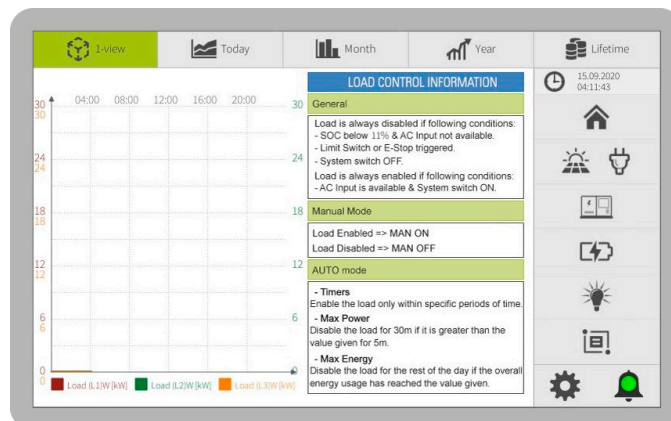 1-view
Today
Month
Year
Lifetime
15.09.2020
04:11:43
04:00 08:00 12:00 16:00 20:00
30 30
30
24 24
24
18 18
18
12 12
12
6 6
6
0 0
0
Load (L1)W [kW] Load (L2)W [kW] Load (L3)W [kW]
LOAD CONTROL INFORMATION
General
Load is always disabled if following conditions:
- SOC below 11% & AC Input not available.
- Limit Switch or E-Stop triggered.
- System switch OFF.
Load is always enabled if following conditions:
- AC Input is available & System switch ON.
Manual Mode
Load Enabled => MAN ON
Load Disabled => MAN OFF
AUTO mode
- Timers
Enable the load only within specific periods of time.
- Max Power
Disable the load for 30m if it is greater than the
value given for 5m.
- Max Energy
Disable the load for the rest of the day if the overall
energy usage has reached the value given.